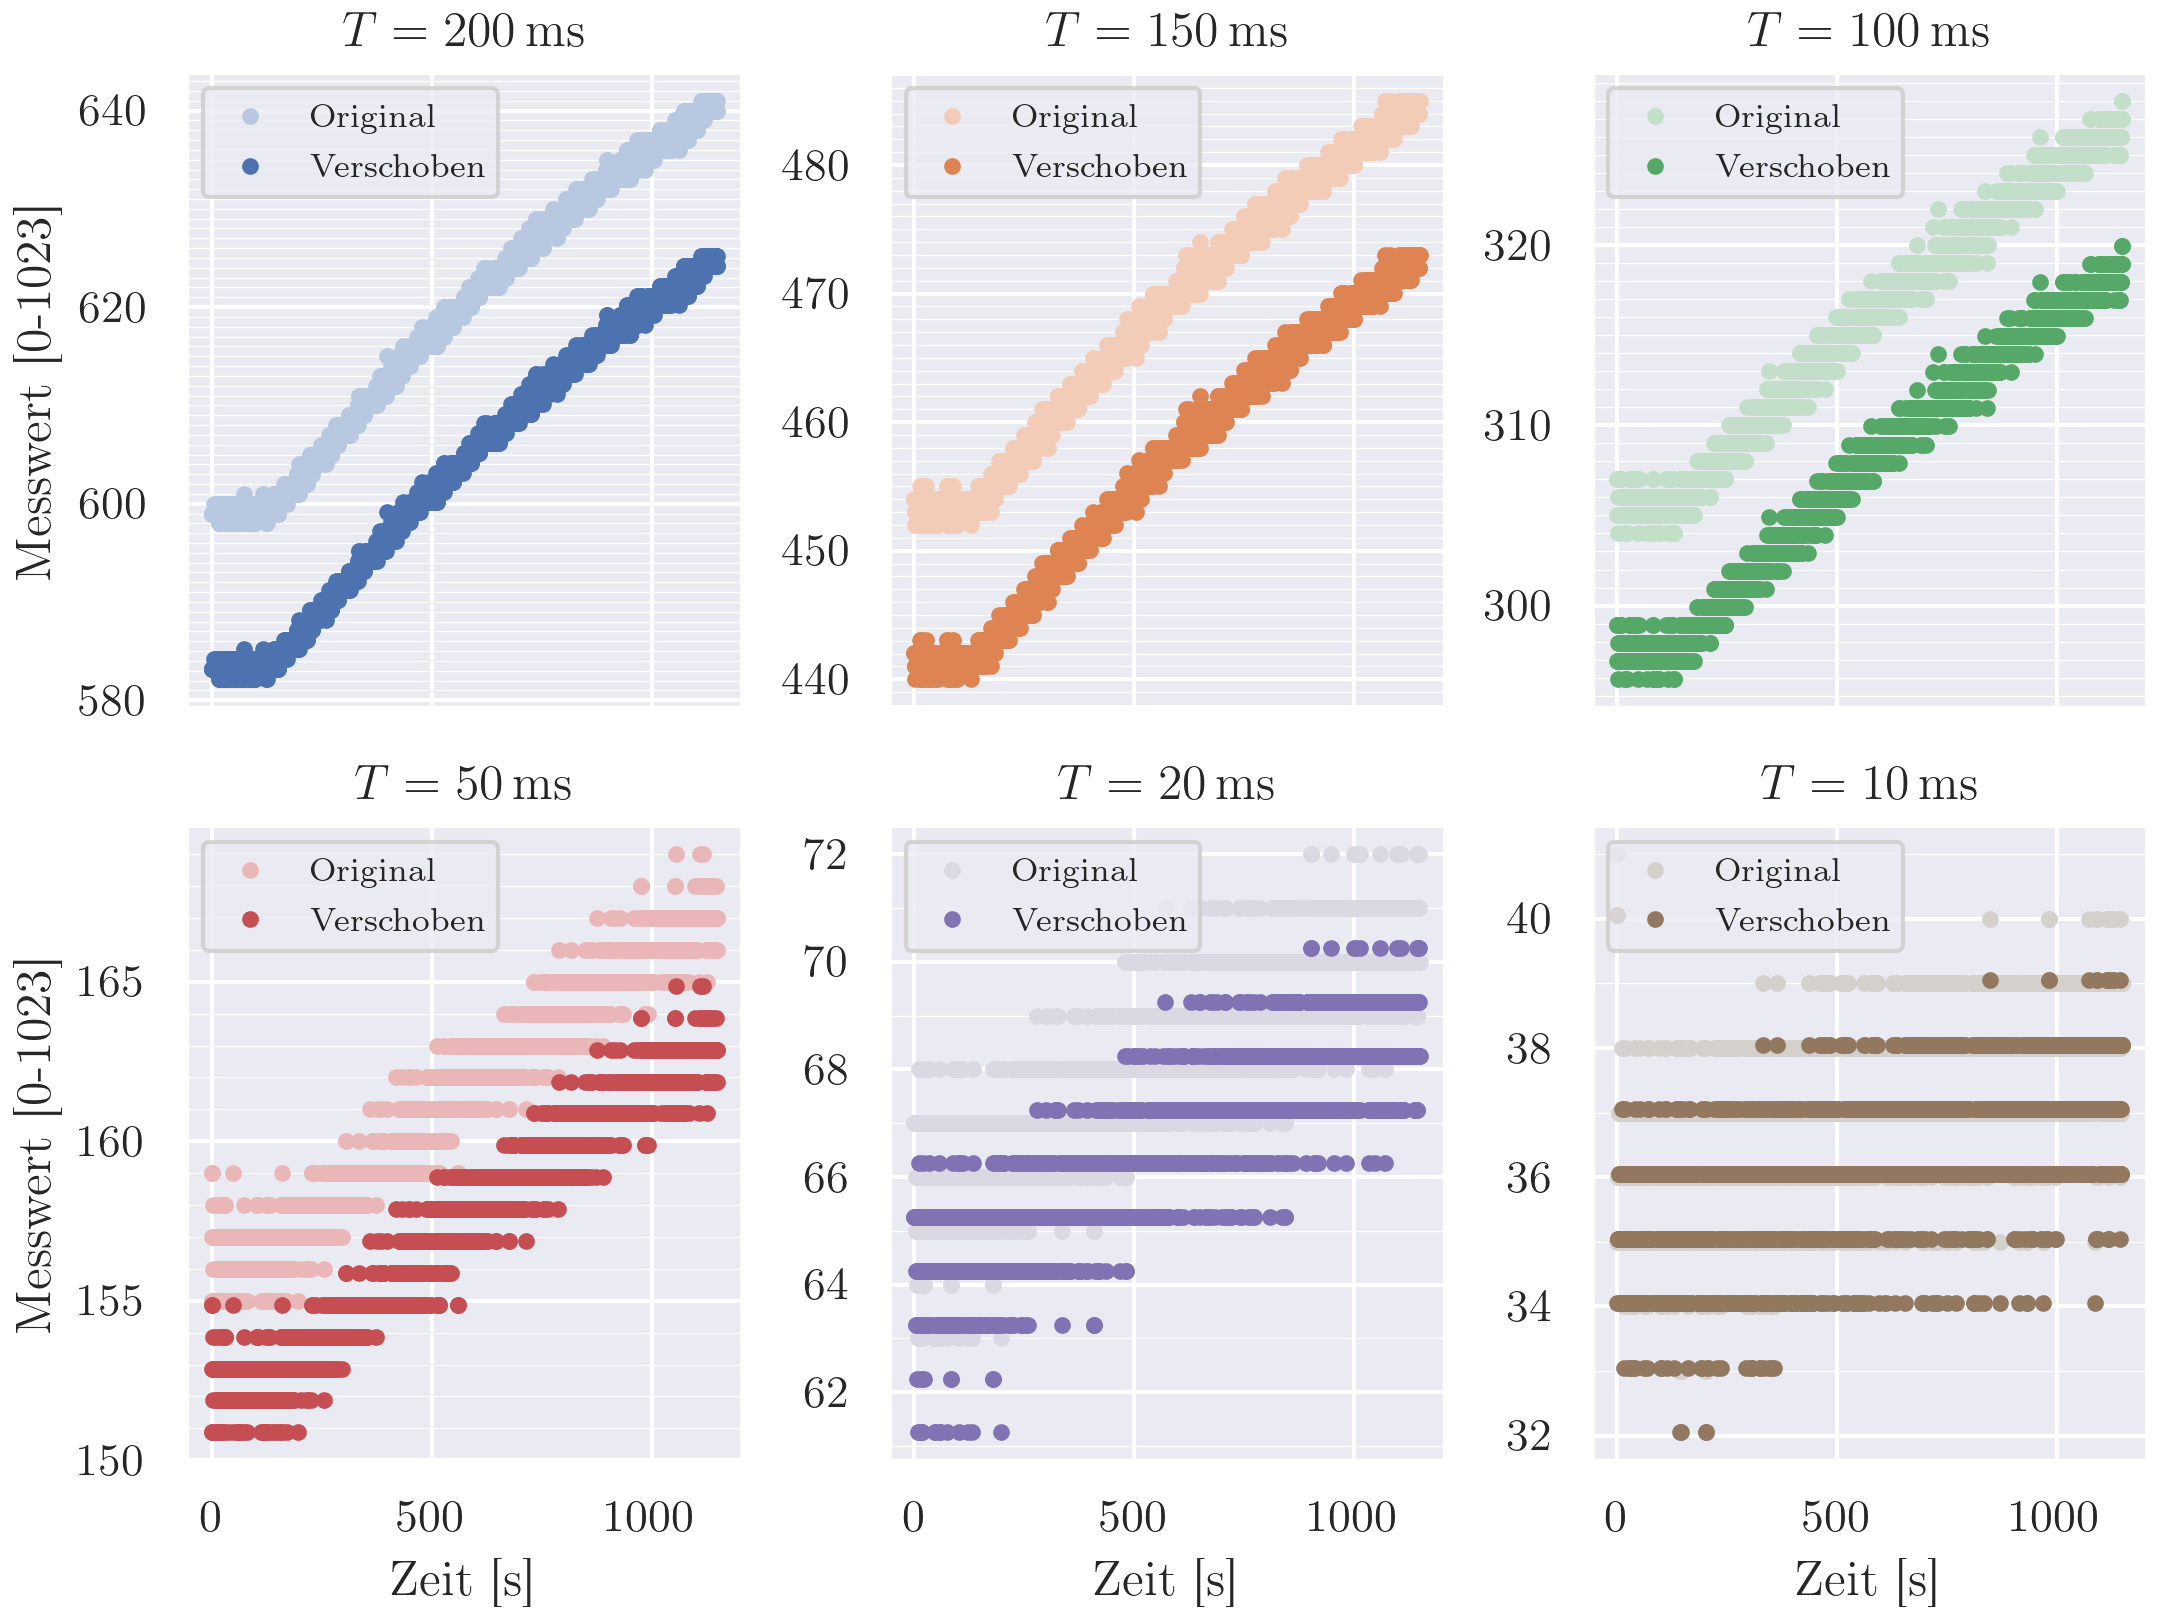 T = 200 ms
T = 150 ms
T = 100 ms
Messwert [0-1023]
640
620
600
580
Original
Verschoben
480
470
460
450
440
Original
Verschoben
320
310
300
Original
Verschoben
T = 50 ms
T = 20 ms
T = 10 ms
Messwert [0-1023]
165
160
155
150
Original
Verschoben
72
70
68
66
64
62
Original
Verschoben
40
38
36
34
32
Original
Verschoben
0 500 1000
0 500 1000
0 500 1000
Zeit [s]
Zeit [s]
Zeit [s]